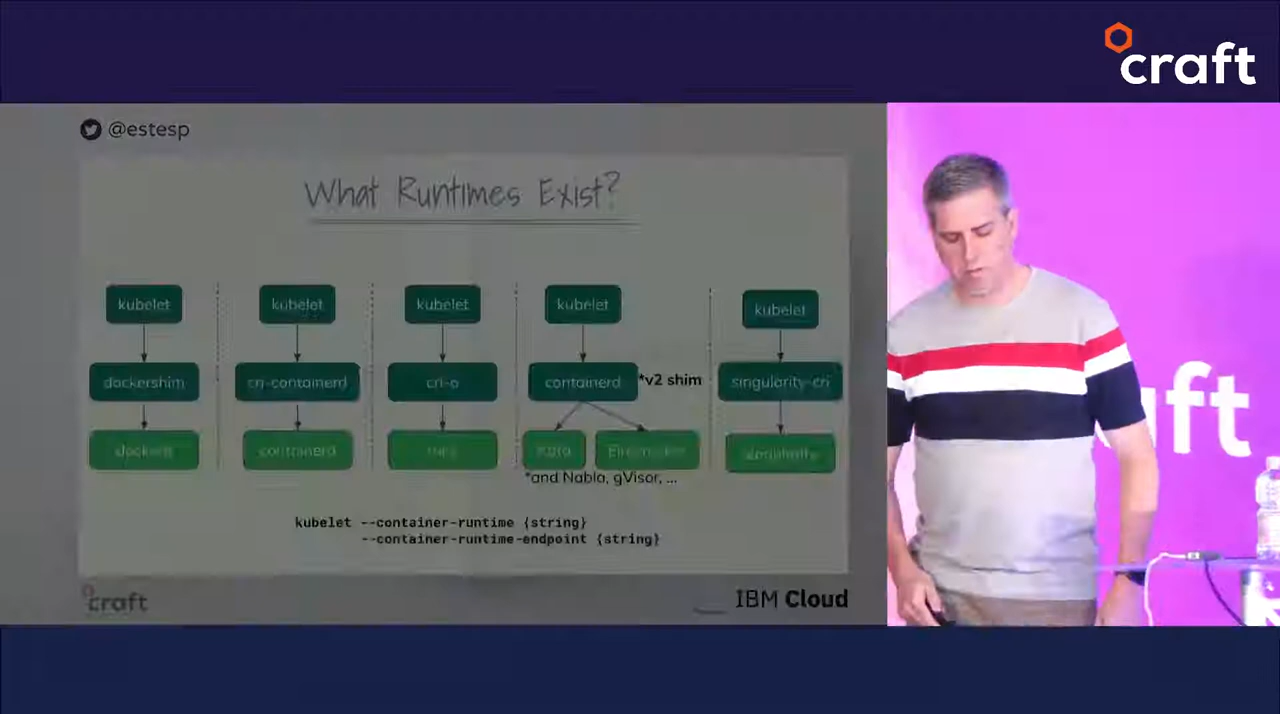 craft
@estesp
What Runtimes Exist?
kubelet
kubelet
kubelet
kubelet
kubelet
dockershim
cri-containerd
cri-o
containerd
*v2 shim
singularity-cri
dockerd
containerd
runc
kata
Firecracker
singularity
*and Nabla, gVisor, ...
kubelet --container-runtime {string}
--container-runtime-endpoint {string}
craft
IBM Cloud